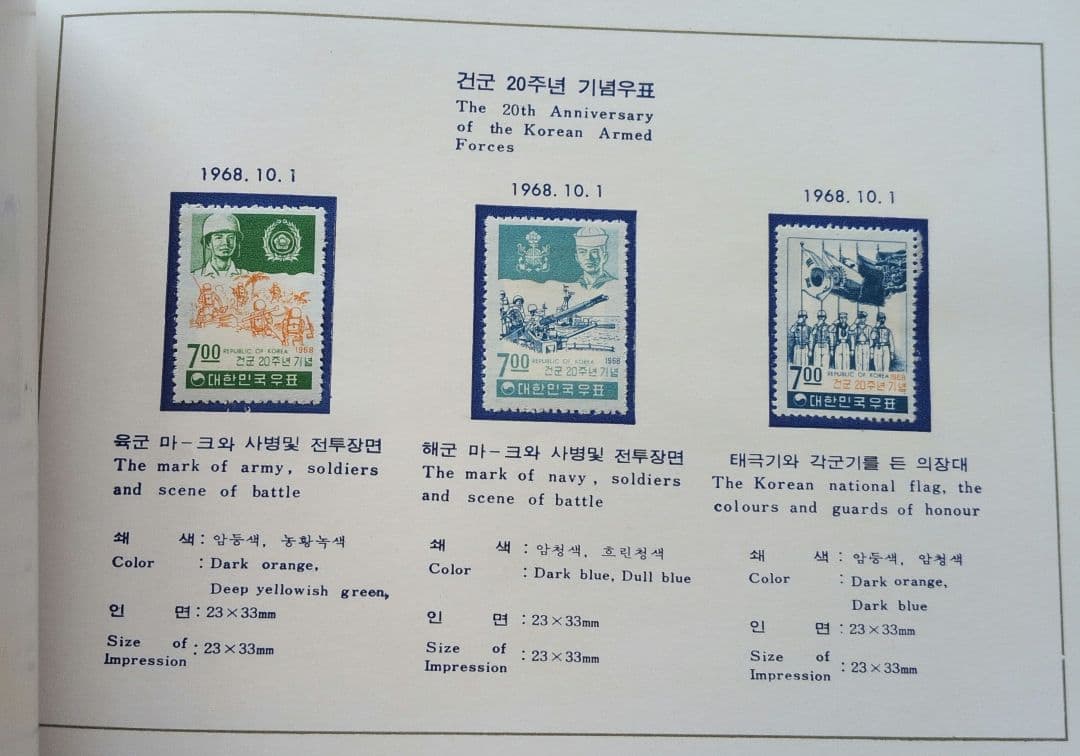 건군 20주년 기념우표
The 20th Anniversary
of the Korean Armed
Forces
1968. 10. 1
7.00 REPUBLIC OF KOREA 1968
건군 20주년 기념
대한민국우표
육군 마-크와 사병및 전투장면
The mark of army, soldiers
and scene of battle
쇄 색: 암등색, 농황녹색
Color : Dark orange,
Deep yellowish green,
인 면: 23×33mm
Size of
Impression : 23×33mm
1968. 10. 1
7.00 REPUBLIC OF KOREA 1968
건군 20주년 기념
대한민국우표
해군 마-크와 사병및 전투장면
The mark of navy, soldiers
and scene of battle
쇄 색 : 암청색, 흐린청색
Color : Dark blue, Dull blue
인 면 : 23×33mm
Size of
Impression : 23×33mm
1968. 10. 1
7.00 REPUBLIC OF KOREA 1968
건군 20주년 기념
대한민국우표
태극기와 각군기를 든 의장대
The Korean national flag, the
colours and guards of honour
쇄 색 : 암등색, 암청색
Color : Dark orange,
Dark blue
인 면 : 23×33mm
Size of
Impression : 23×33mm